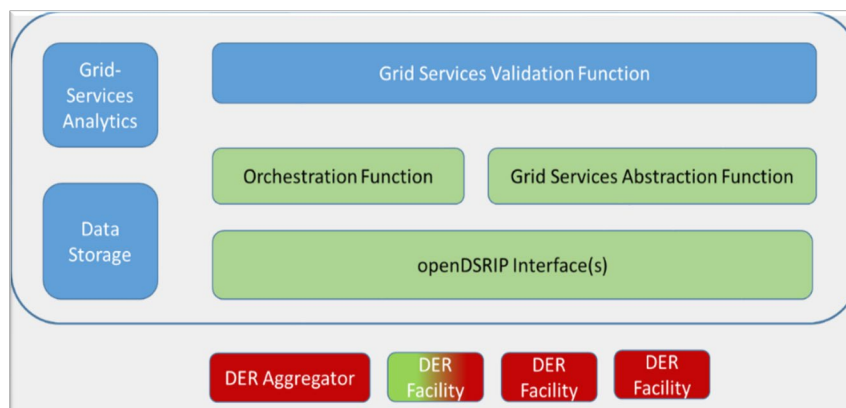 Grid-
Services
Analytics
Grid Services Validation Function
Orchestration Function
Grid Services Abstraction Function
Data
Storage
openDSRIP Interface(s)
DER Aggregator
DER
Facility
DER
Facility
DER
Facility